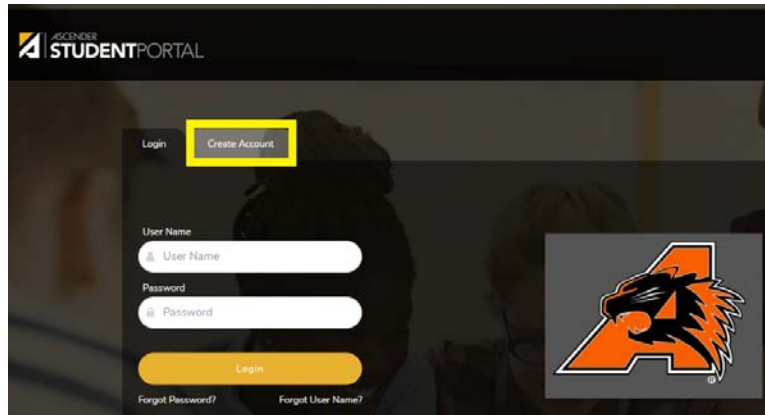 ASCENDER
STUDENTPORTAL
Login
Create Account
User Name
User Name
Password
Password
Login
Forgot Password?
Forgot User Name?
A
®